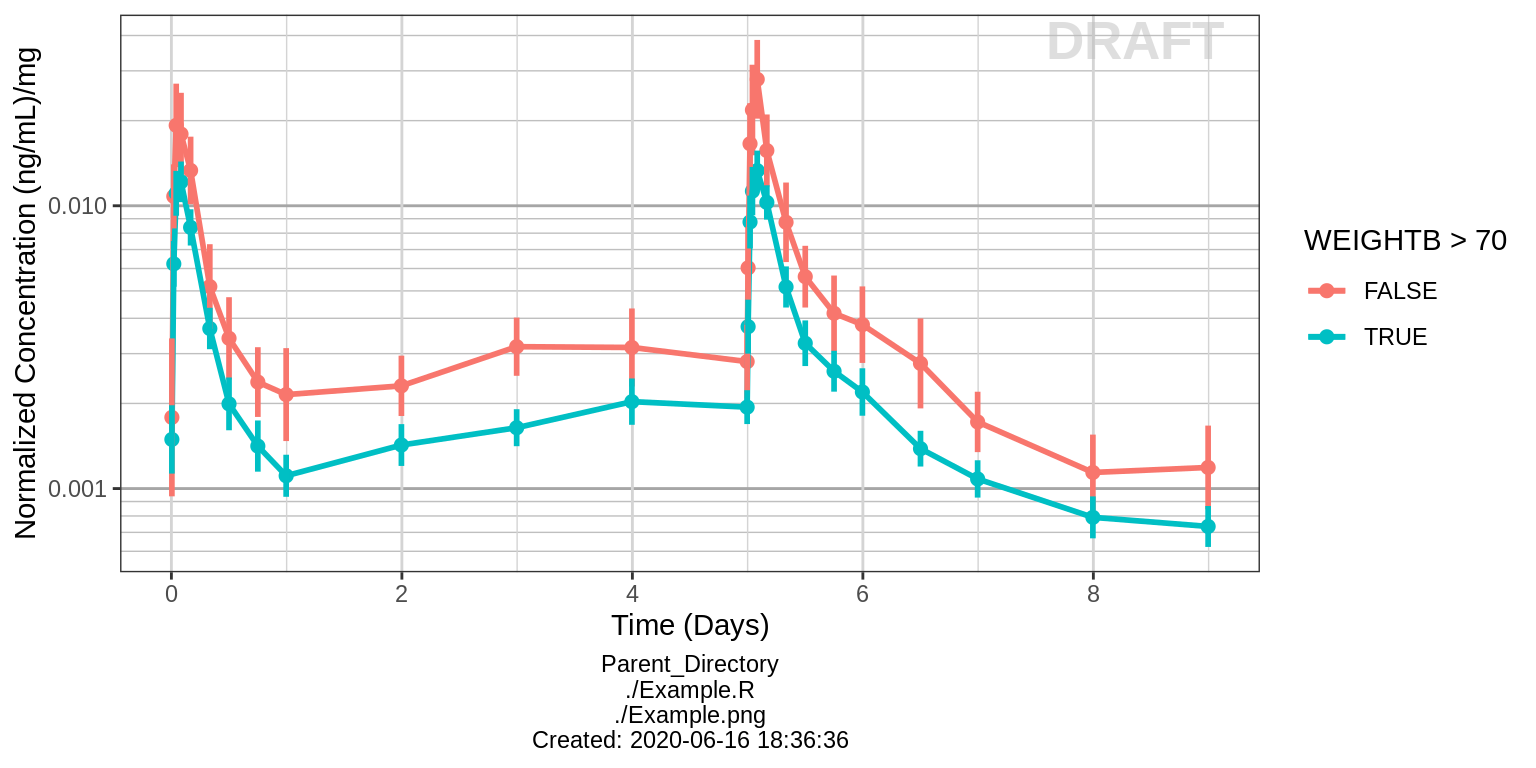 DRAFT
Normalized Concentration (ng/mL)/mg
0.010
0.001
0 2 4 6 8
Time (Days)
WEIGHTB > 70
FALSE
TRUE
Parent_Directory
./Example.R
./Example.png
Created: 2020-06-16 18:36:36